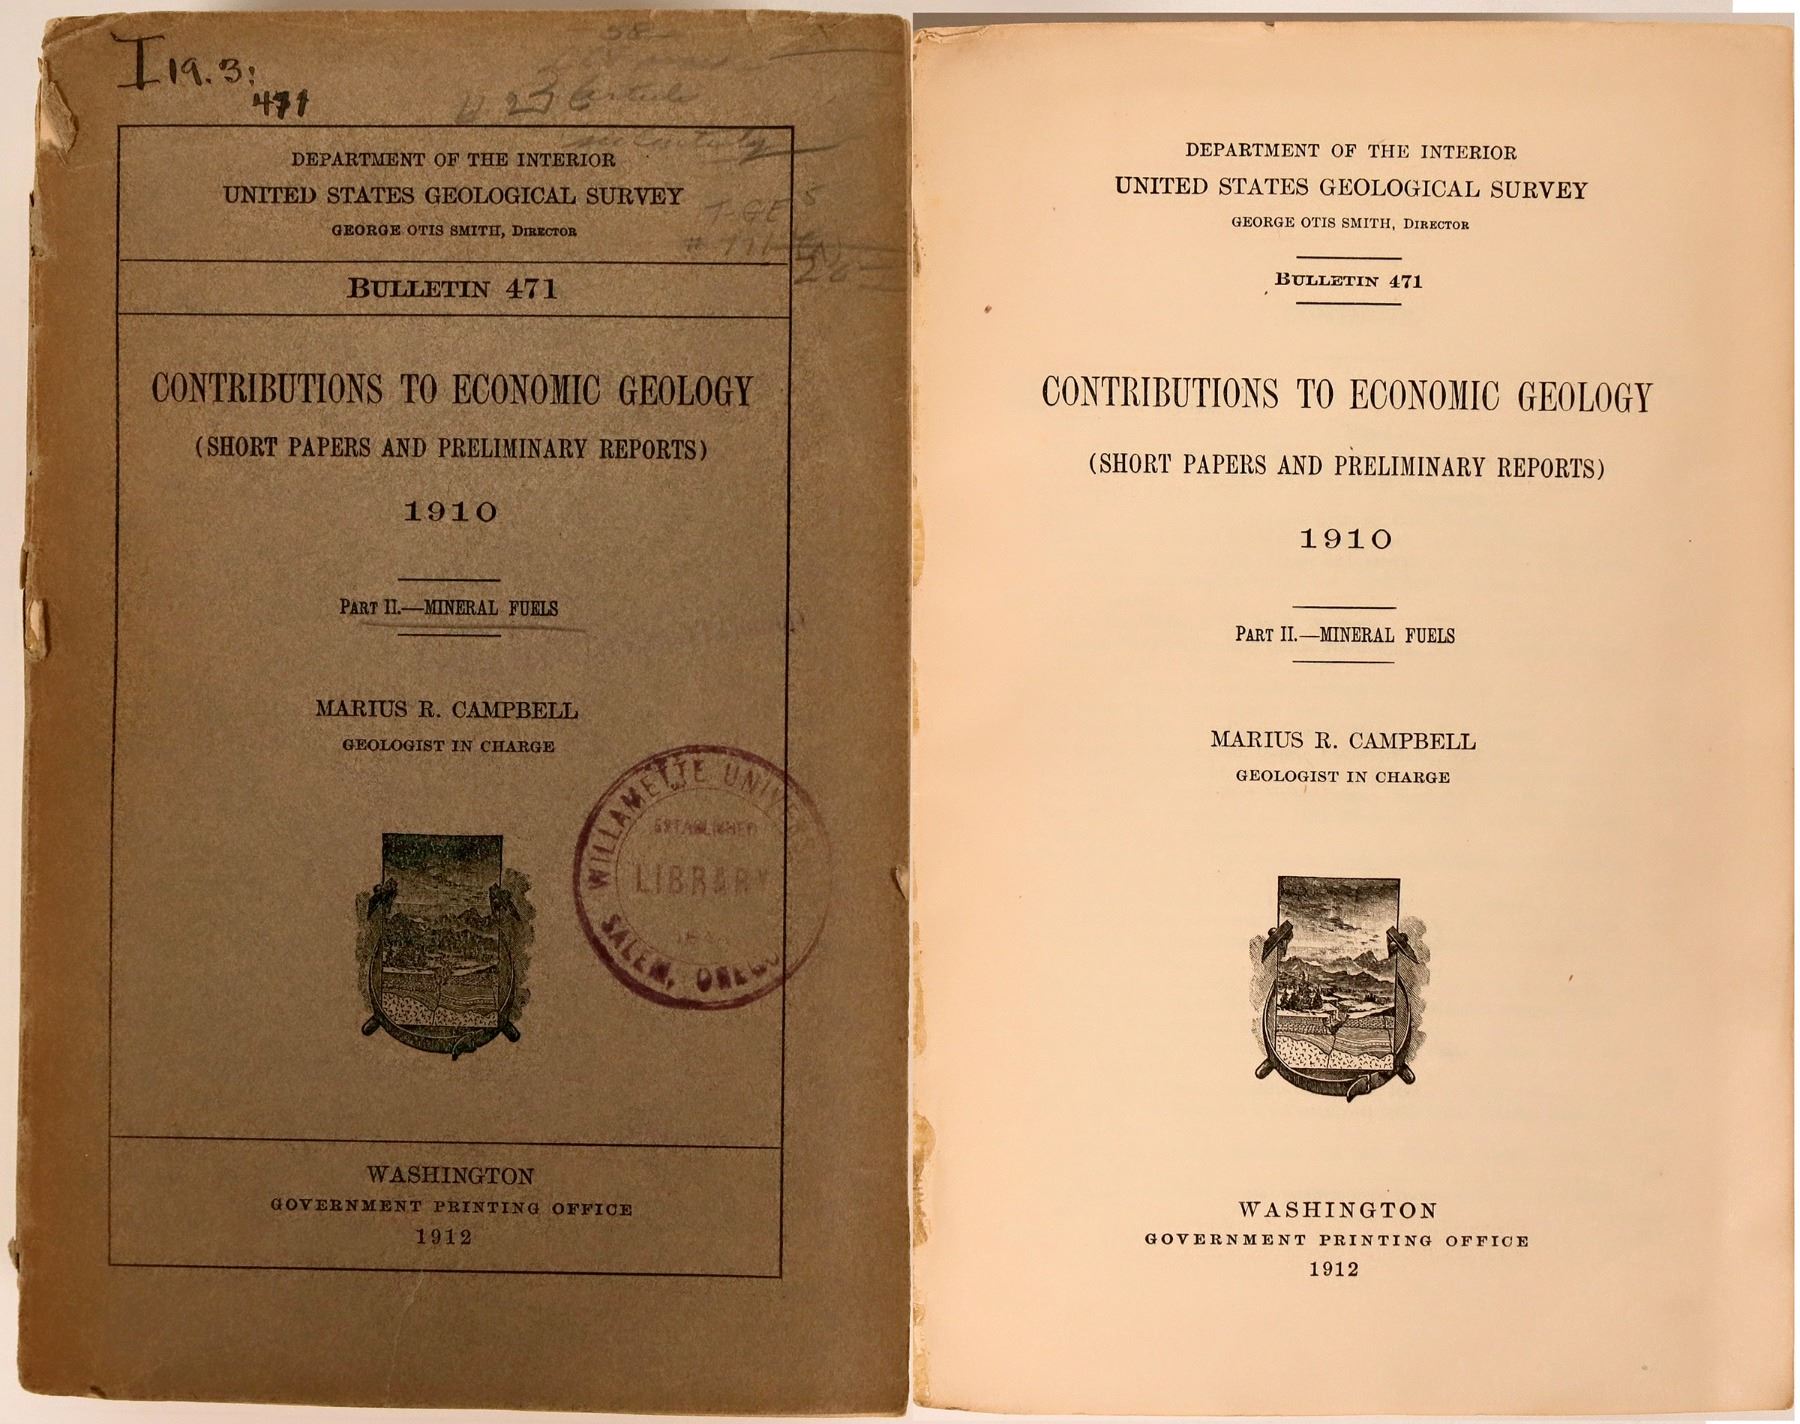 I 19.3:
471
DEPARTMENT OF THE INTERIOR
UNITED STATES GEOLOGICAL SURVEY
GEORGE OTIS SMITH, DIRECTOR
BULLETIN 471
CONTRIBUTIONS TO ECONOMIC GEOLOGY
(SHORT PAPERS AND PRELIMINARY REPORTS)
1910
PART II.—MINERAL FUELS
MARIUS R. CAMPBELL
GEOLOGIST IN CHARGE
WILLAMETTE UNIVERSITY
ESTABLISHED
LIBRARY
SALEM, OREGON
WASHINGTON
GOVERNMENT PRINTING OFFICE
1912
DEPARTMENT OF THE INTERIOR
UNITED STATES GEOLOGICAL SURVEY
GEORGE OTIS SMITH, DIRECTOR
BULLETIN 471
CONTRIBUTIONS TO ECONOMIC GEOLOGY
(SHORT PAPERS AND PRELIMINARY REPORTS)
1910
PART II.—MINERAL FUELS
MARIUS R. CAMPBELL
GEOLOGIST IN CHARGE
WASHINGTON
GOVERNMENT PRINTING OFFICE
1912